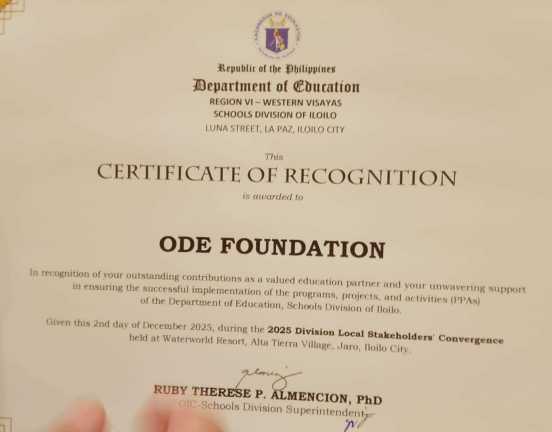 Republic of the Philippines
Department of Education
REGION VI – WESTERN VISAYAS
SCHOOLS DIVISION OF ILOILO
LUNA STREET, LA PAZ, ILOILO CITY
This
CERTIFICATE OF RECOGNITION
is awarded to
ODE FOUNDATION
In recognition of your outstanding contributions as a valued education partner and your unwavering support
in ensuring the successful implementation of the programs, projects, and activities (PPAs)
of the Department of Education, Schools Division of Iloilo.
Given this 2nd day of December 2025, during the 2025 Division Local Stakeholders' Convergence
held at Waterworld Resort, Alta Tierra Village, Jaro, Iloilo City.
RUBY THERESE P. ALMENCION, PhD
OIC-Schools Division Superintendent